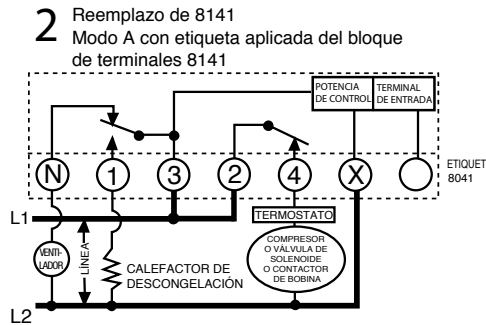 2 Reemplazo de 8141
Modo A con etiqueta aplicada del bloque
de terminales 8141
POTENCIA
DE CONTROL
TERMINAL
DE ENTRADA
N
1
3
2
4
X
ETIQUET
8041
L1
TERMOSTATO
VENTI-
LADOR
LÍNEA
CALEFACTOR DE
DESCONGELACIÓN
COMPRESOR
O VÁLVULA DE
SOLENOIDE
O CONTACTOR
DE BOBINA
L2